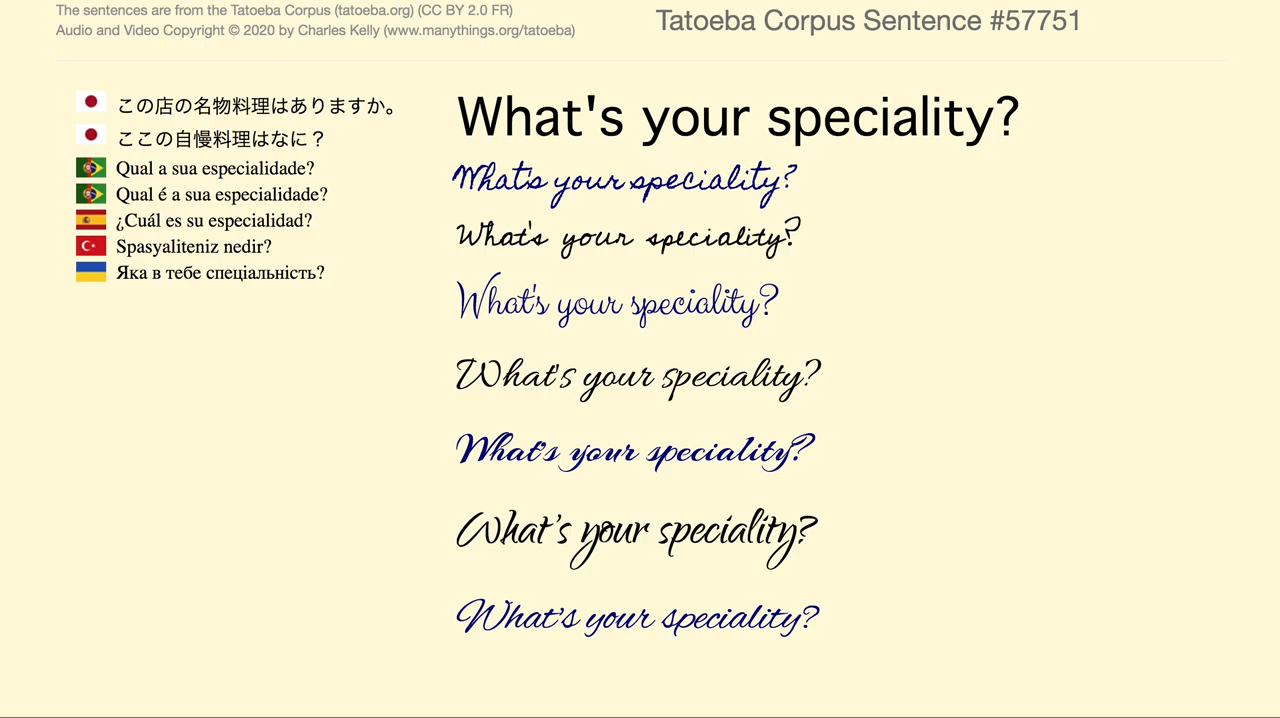 The sentences are from the Tatoeba Corpus (tatoeba.org) (CC BY 2.0 FR)
Audio and Video Copyright © 2020 by Charles Kelly (www.manythings.org/tatoeba)
Tatoeba Corpus Sentence #57751
この店の名物料理はありますか。
ここの自慢料理はなに？
Qual a sua especialidade?
Qual é a sua especialidade?
¿Cuál es su especialidad?
Spasyaliteniz nedir?
Яка в тебе спеціальність?
What's your speciality?
What's your speciality?
What's your speciality?
What's your speciality?
What's your speciality?
What's your speciality?
What's your speciality?
What's your speciality?